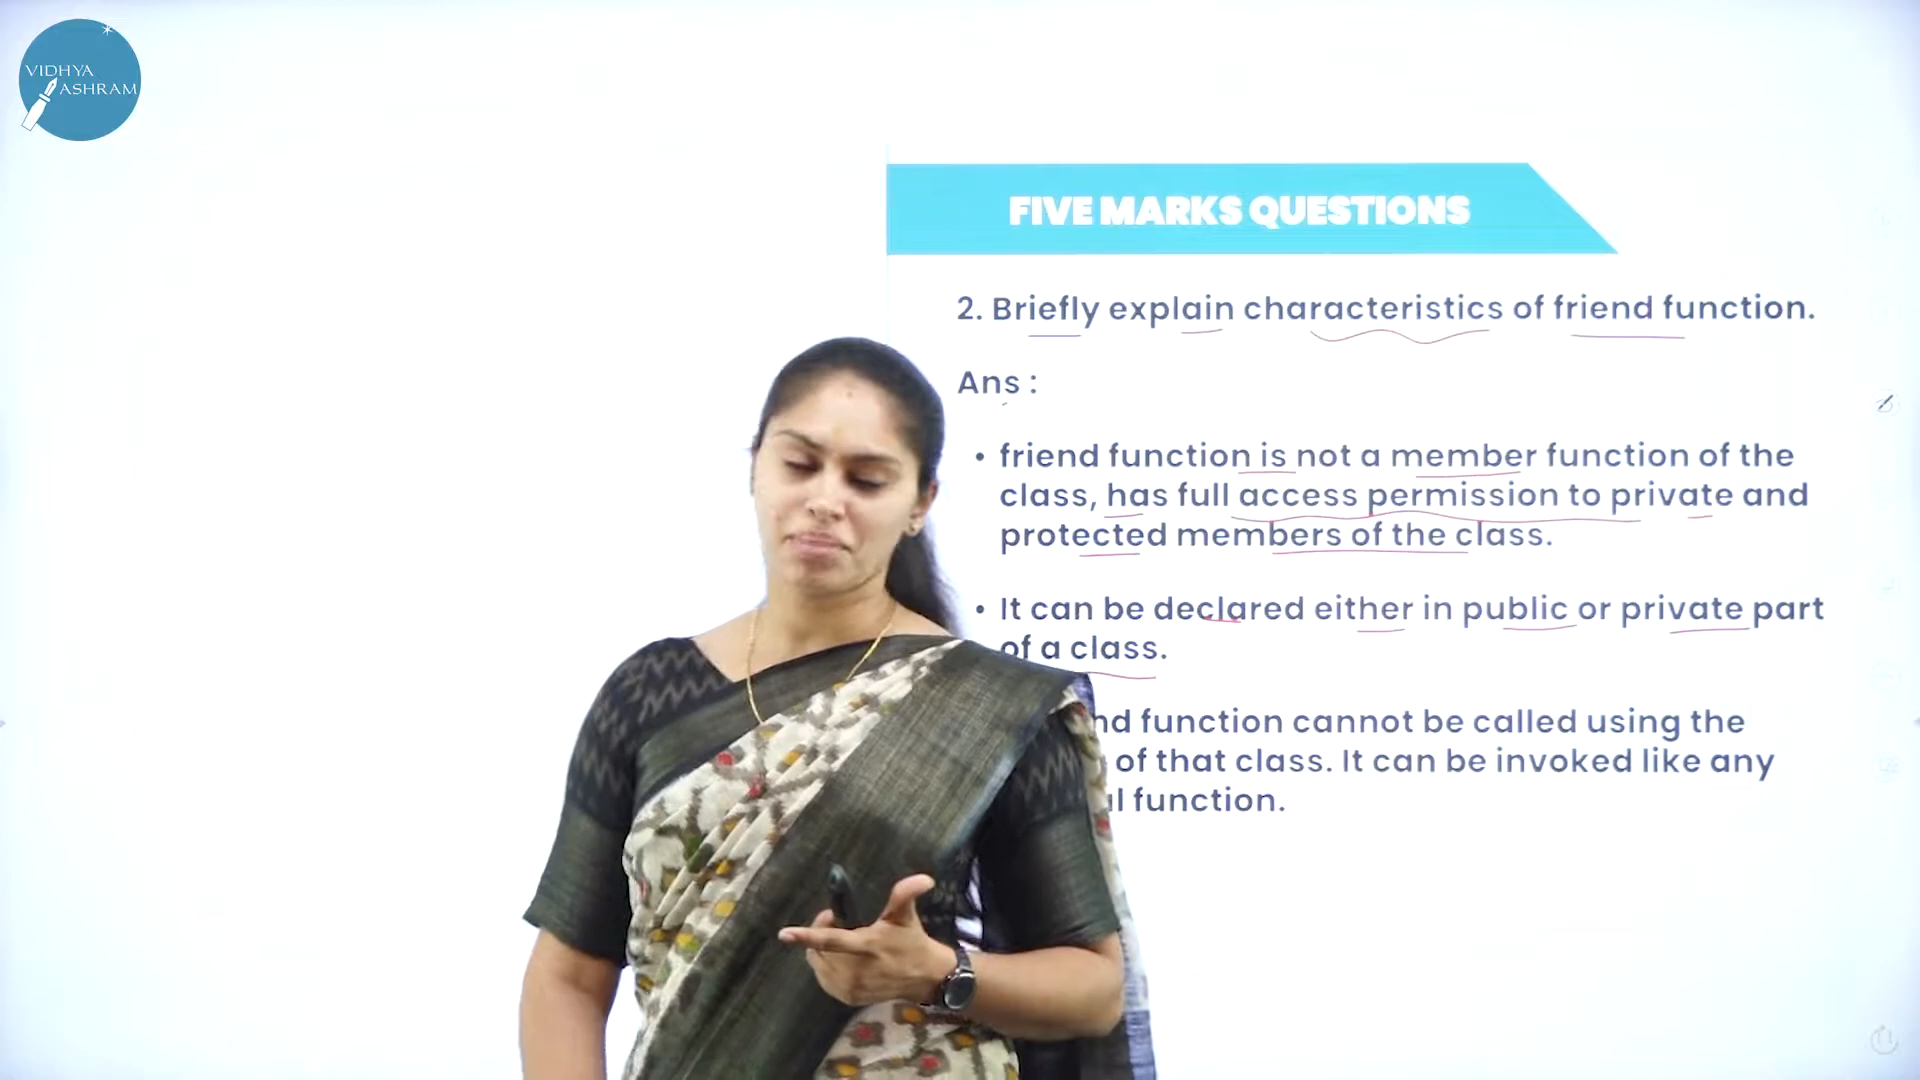 VIDHYA
ASHRAM
FIVE MARKS QUESTIONS
2. Briefly explain characteristics of friend function.
Ans :
• friend function is not a member function of the
class, has full access permission to private and
protected members of the class.
• It can be declared either in public or private part
of a class.
function cannot be called using the
of that class. It can be invoked like any
function.